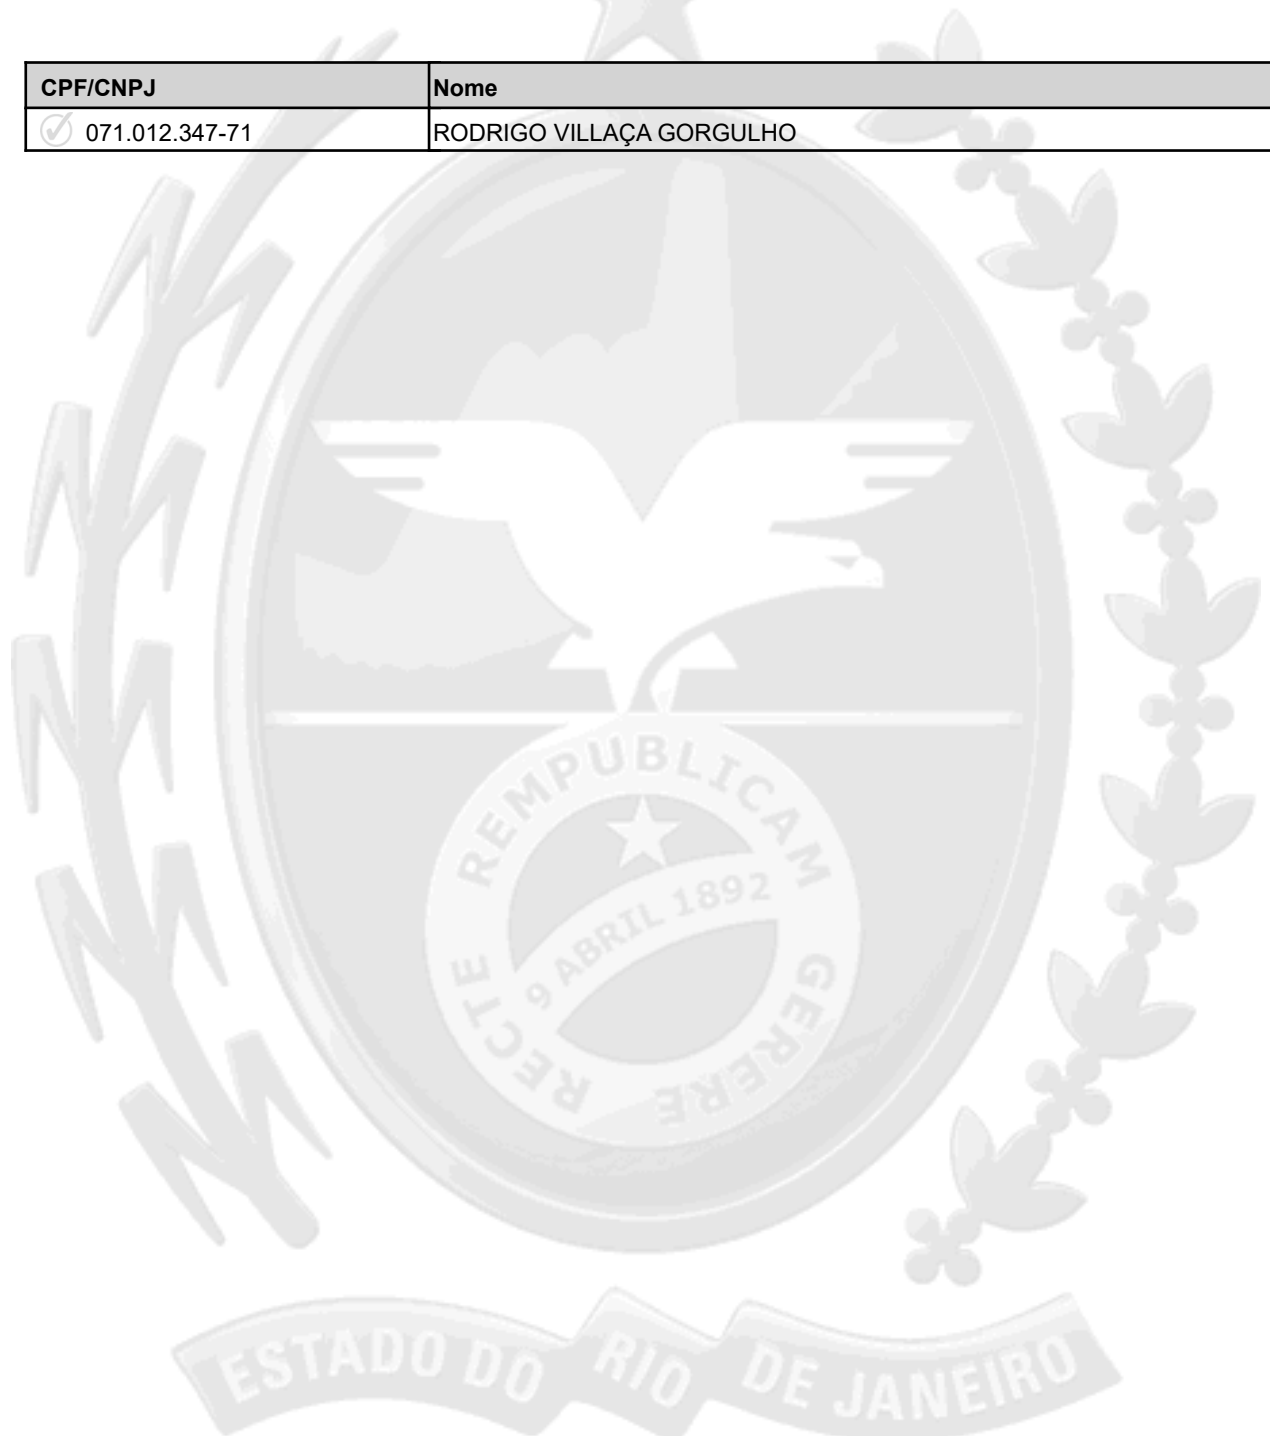 CPF/CNPJ Nome
071.012.347-71 RODRIGO VILLAÇA GORGULHO
REMPUBLICAM
9 ABRIL 1892
RECTE GERERE
ESTADO DO RIO DE JANEIRO